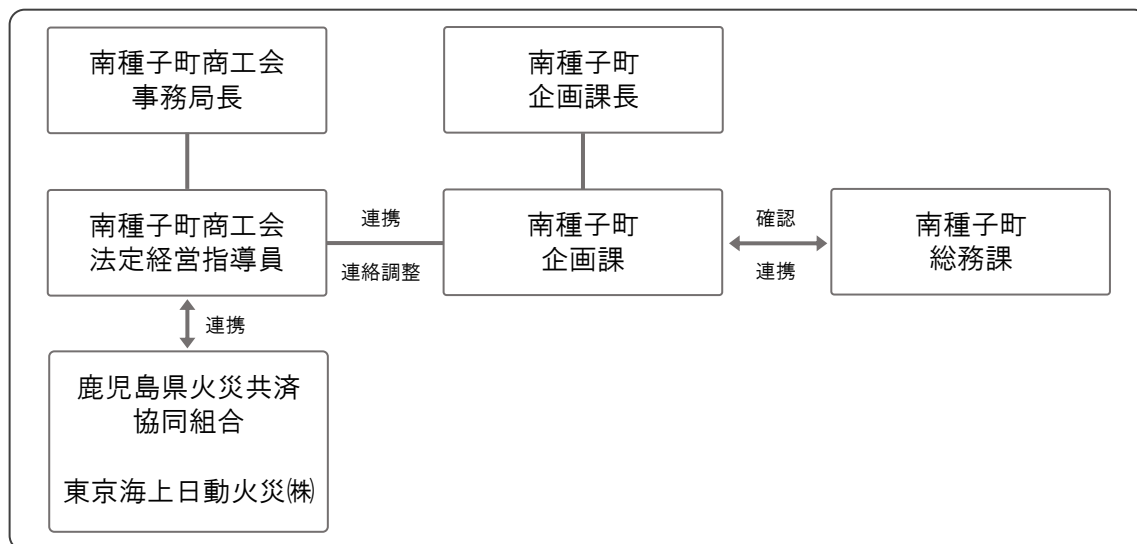 南種子町商工会
事務局長
南種子町
企画課長
南種子町商工会
法定経営指導員
連携
連絡調整
南種子町
企画課
確認
連携
南種子町
総務課
連携
鹿児島県火災共済
協同組合
東京海上日動火災㈱